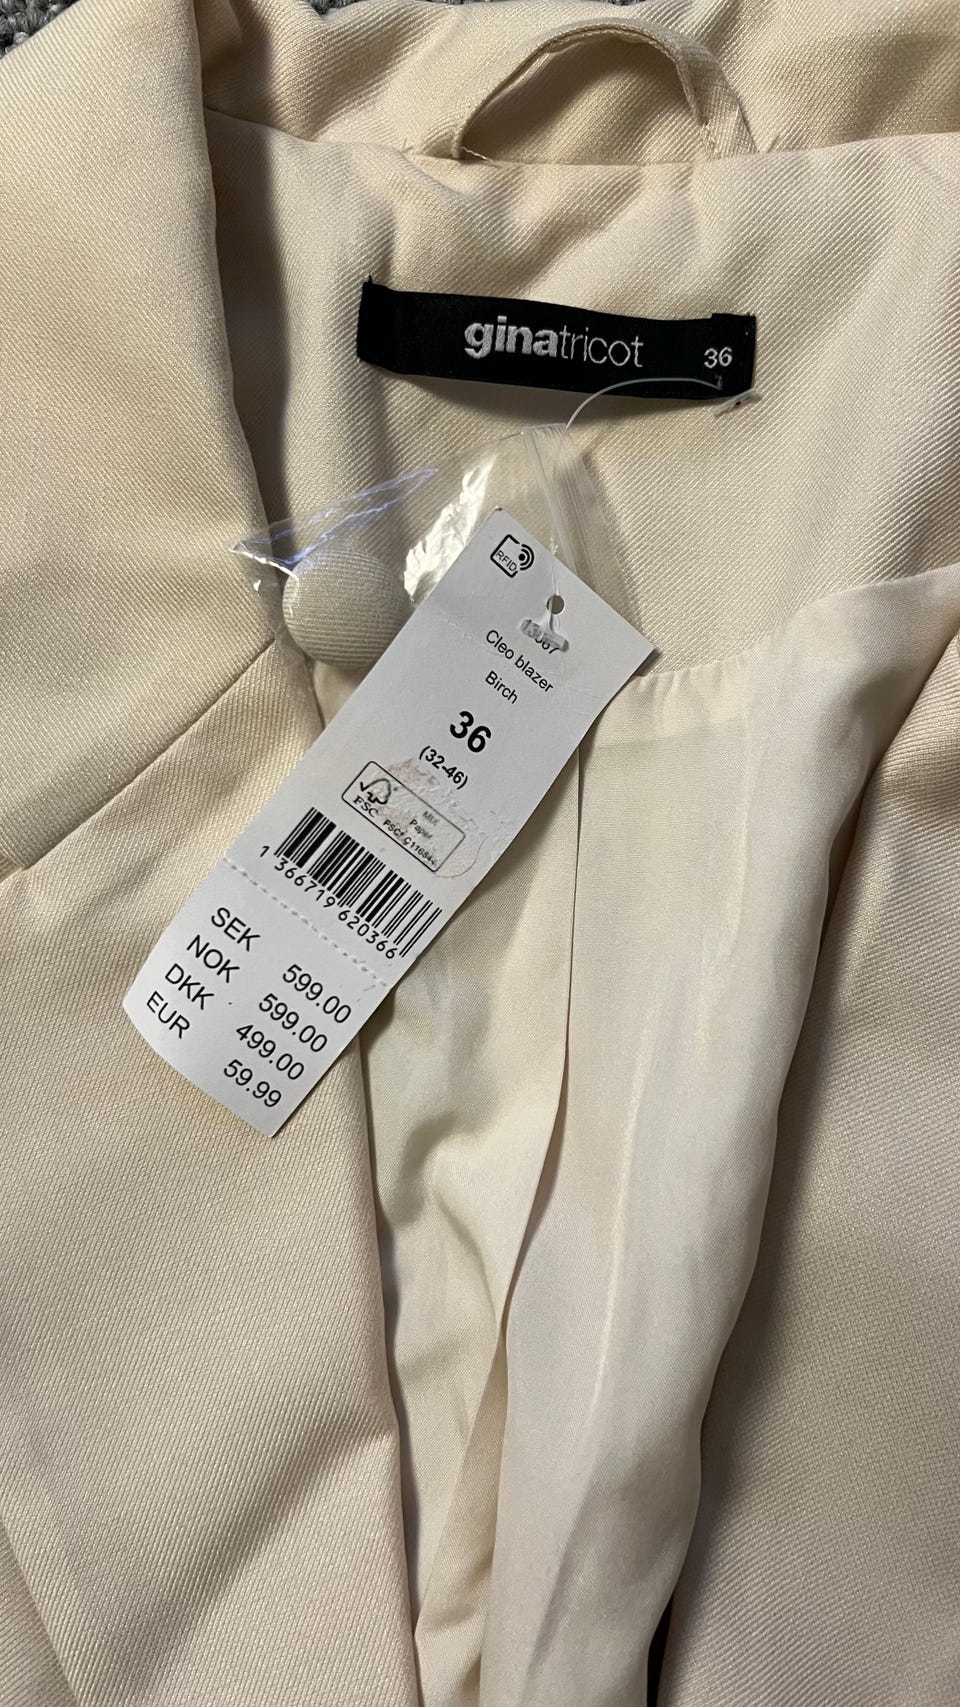 ginatricot 36
RFID
Cleo blazer
Birch
36
(32-46)
FSC
MIX
Paper
1 366719 620366
SEK 599.00
NOK 599.00
DKK 499.00
EUR 59.99